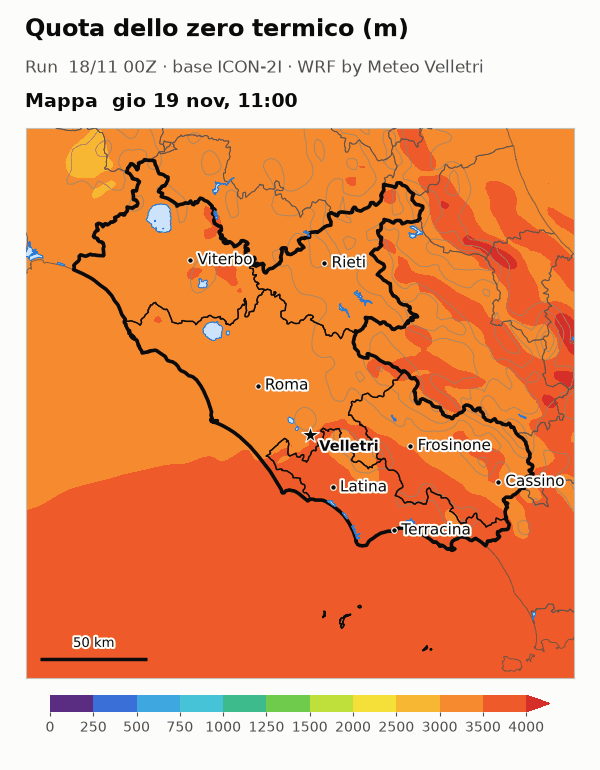 Quota dello zero termico (m)
Run  18/11 00Z · base ICON-2I · WRF by Meteo Velletri
Mappa  gio 19 nov, 11:00
Viterbo
Rieti
Roma
Velletri
Frosinone
Cassino
Latina
Terracina
50 km
0 250 500 750 1000 1250 1500 2000 2500 3000 3500 4000